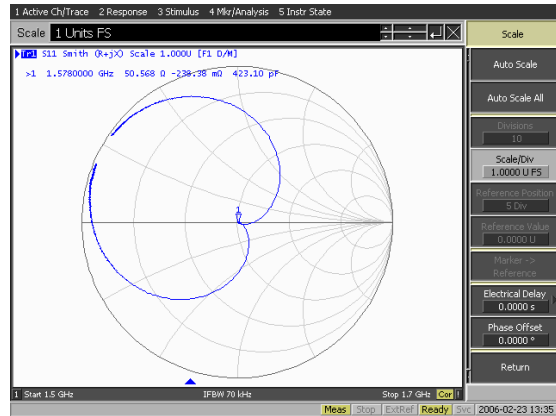 1 Active Ch/Trace 2 Response 3 Stimulus 4 Mkr/Analysis 5 Instr State
Scale 1 Units FS
Tr1 S11 Smith (R+jX) Scale 1.000U [F1 D/M]
>1 1.5780000 GHz 50.568 Ω -238.38 mΩ 423.10 pF
1
Scale
Auto Scale
Auto Scale All
Divisions
10
Scale/Div
1.0000 U FS
Reference Position
5 Div
Reference Value
0.0000 U
Marker ->
Reference
Electrical Delay
0.0000 s
Phase Offset
0.0000 °
Return
1 Start 1.5 GHz IFBW 70 kHz Stop 1.7 GHz Cor !
Meas Stop ExtRef Ready Svc 2006-02-23 13:35